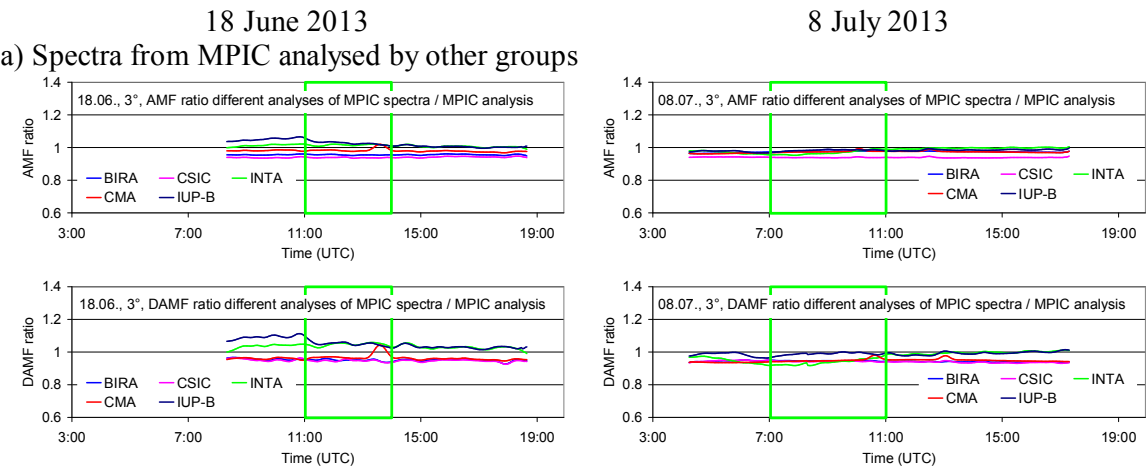 18 June 2013
8 July 2013
a) Spectra from MPIC analysed by other groups
1.4
1.2
1
0.8
0.6
AMF ratio
18.06., 3°, AMF ratio different analyses of MPIC spectra / MPIC analysis
BIRA CSIC INTA
CMA IUP-B
3:00 7:00 11:00 15:00 19:00
Time (UTC)
1.4
1.2
1
0.8
0.6
AMF ratio
08.07., 3°, AMF ratio different analyses of MPIC spectra / MPIC analysis
BIRA CSIC INTA
CMA IUP-B
3:00 7:00 11:00 15:00 19:00
Time (UTC)
1.4
1.2
1
0.8
0.6
DAMF ratio
18.06., 3°, DAMF ratio different analyses of MPIC spectra / MPIC analysis
BIRA CSIC INTA
CMA IUP-B
3:00 7:00 11:00 15:00 19:00
Time (UTC)
1.4
1.2
1
0.8
0.6
DAMF ratio
08.07., 3°, DAMF ratio different analyses of MPIC spectra / MPIC analysis
BIRA CSIC INTA
CMA IUP-B
3:00 7:00 11:00 15:00 19:00
Time (UTC)